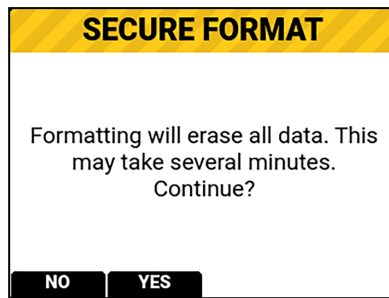 SECURE FORMAT
Formatting will erase all data. This
may take several minutes.
Continue?
NO YES